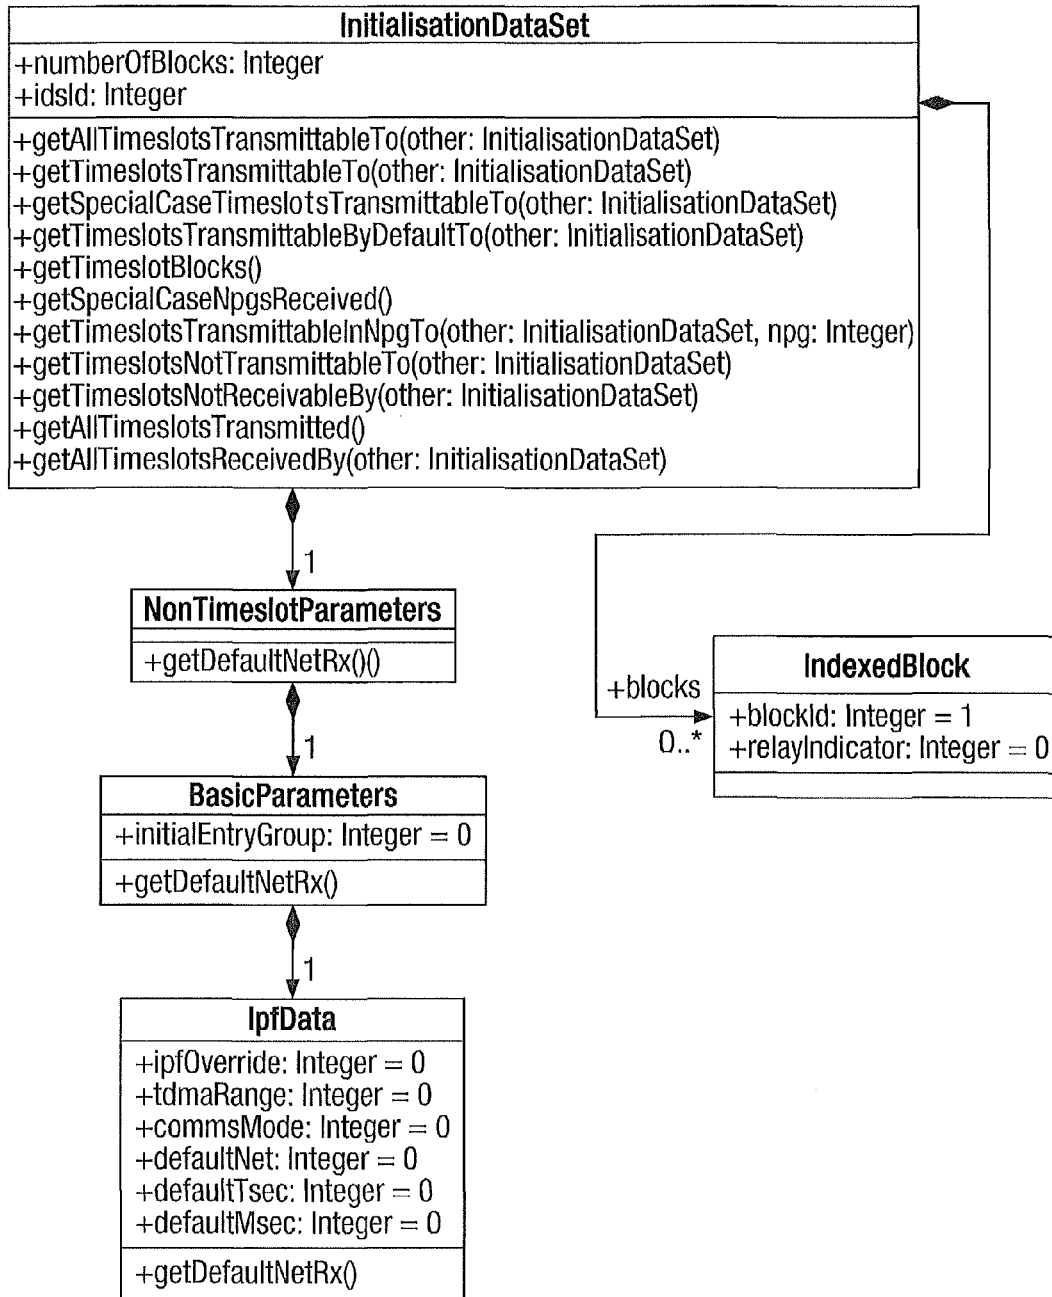 InitialisationDataSet
+numberOfBlocks: Integer
+idsId: Integer
+getAllTimeslotsTransmittableTo(other: InitialisationDataSet)
+getTimeslotsTransmittableTo(other: InitialisationDataSet)
+getSpecialCaseTimeslotsTransmittableTo(other: InitialisationDataSet)
+getTimeslotsTransmittableByDefaultTo(other: InitialisationDataSet)
+getTimeslotBlocks()
+getSpecialCaseNpgsReceived()
+getTimeslotsTransmittableInNpgTo(other: InitialisationDataSet, npg: Integer)
+getTimeslotsNotTransmittableTo(other: InitialisationDataSet)
+getTimeslotsNotReceivableBy(other: InitialisationDataSet)
+getAllTimeslotsTransmitted()
+getAllTimeslotsReceivedBy(other: InitialisationDataSet)
1
NonTimeslotParameters
+getDefaultNetRx()()
+blocks
0..*
IndexedBlock
+blockId: Integer = 1
+relayIndicator: Integer = 0
1
BasicParameters
+initialEntryGroup: Integer = 0
+getDefaultNetRx()
1
IpfData
+ipfOverride: Integer = 0
+tdmaRange: Integer = 0
+commsMode: Integer = 0
+defaultNet: Integer = 0
+defaultTsec: Integer = 0
+defaultMsec: Integer = 0
+getDefaultNetRx()